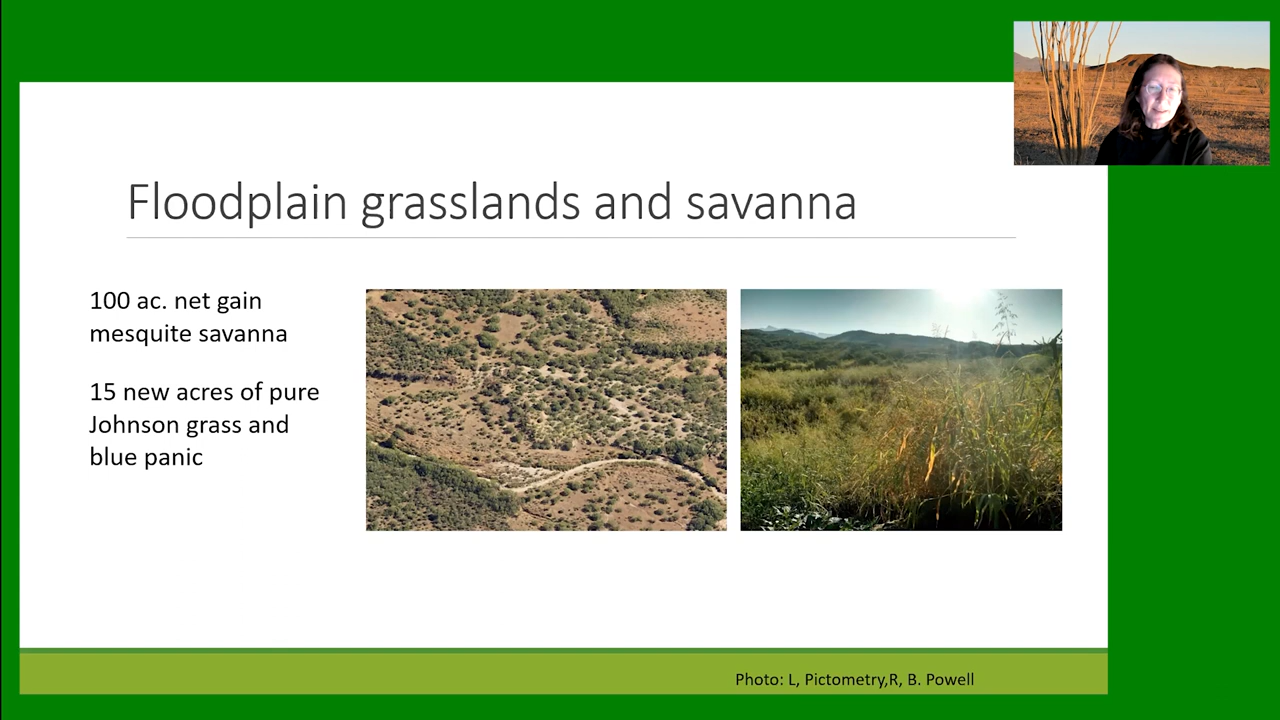 Floodplain grasslands and savanna
100 ac. net gain
mesquite savanna
15 new acres of pure
Johnson grass and
blue panic
Photo: L, Pictometry,R, B. Powell